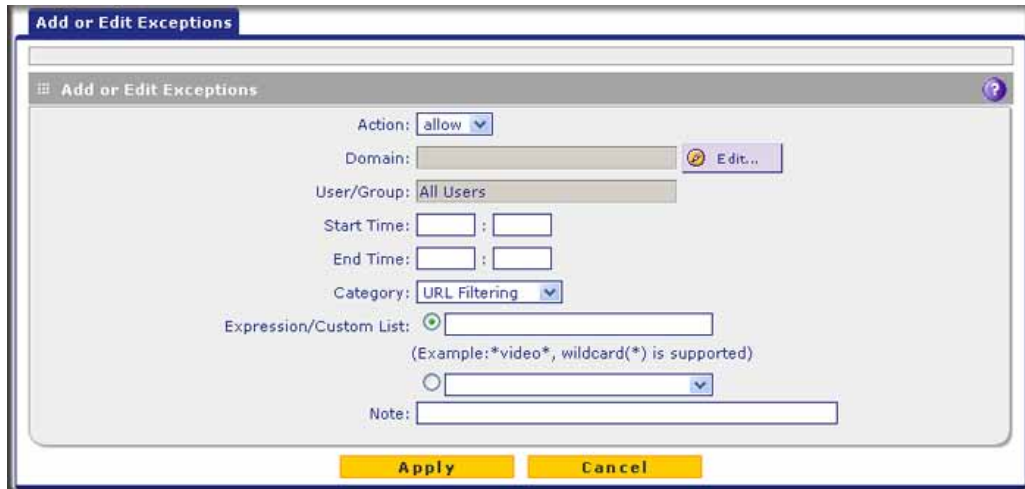 Add or Edit Exceptions
Add or Edit Exceptions ?
Action: allow
Domain: Edit...
User/Group: All Users
Start Time: :
End Time: :
Category: URL Filtering
Expression/Custom List:
(Example:*video*, wildcard(*) is supported)
Note:
Apply Cancel